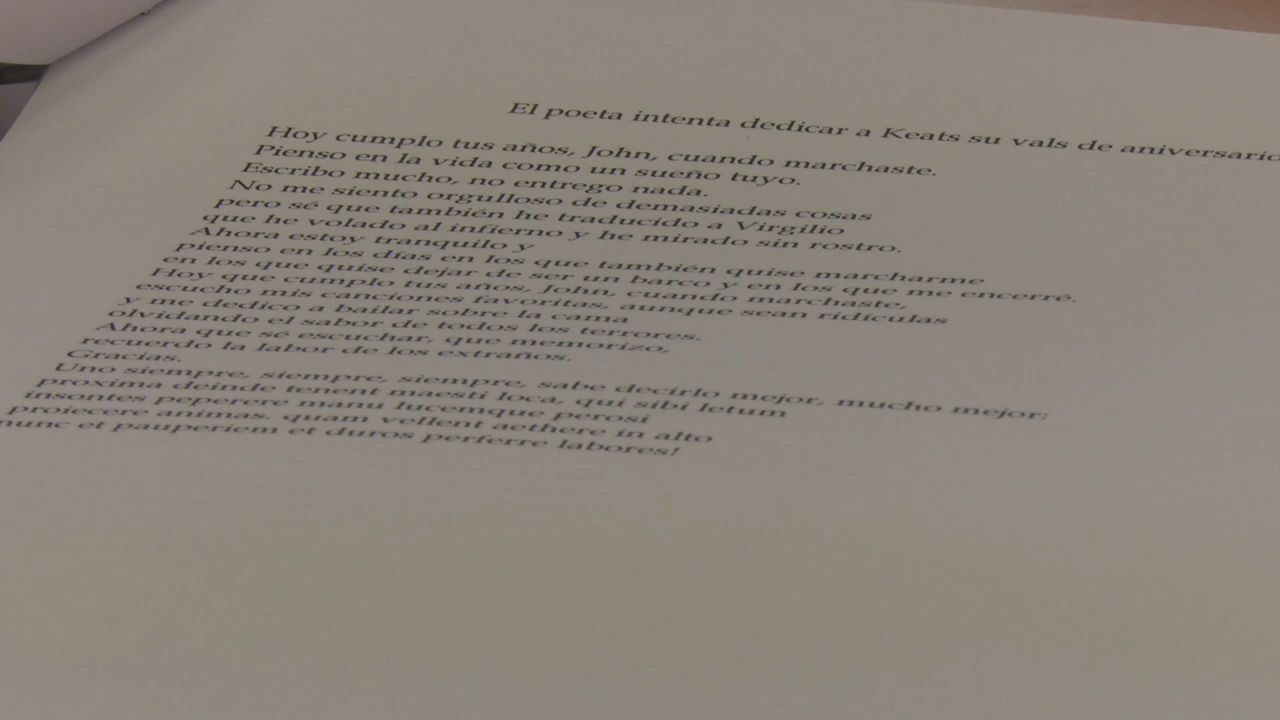 El poeta intenta dedicar a Keats su vals de aniversario
Hoy cumplo tus años, John, cuando marchaste.
Pienso en la vida como un sueño tuyo.
Escribo mucho, no entrego nada.
No me siento orgulloso de demasiadas cosas
pero sé que también he traducido a Virgilio
que he volado al infierno y he mirado sin rostro.
Ahora estoy tranquilo y
pienso en los días en los que también quise marcharme
en los que quise dejar de ser un barco y en los que me encerré.
Hoy que cumplo tus años, John, cuando marchaste,
escucho mis canciones favoritas, aunque sean ridículas
y me dedico a bailar sobre la cama
olvidando el sabor de todos los terrores.
Ahora que sé escuchar, que memorizo,
recuerdo la labor de los extraños.
Gracias.
Uno siempre, siempre, siempre, sabe decirlo mejor, mucho mejor:
proxima deinde tenent maesti loca, qui sibi letum
insontes peperere manu lucemque perosi
proiecere animas. quam vellent aethere in alto
nunc et pauperiem et duros perferre labores!